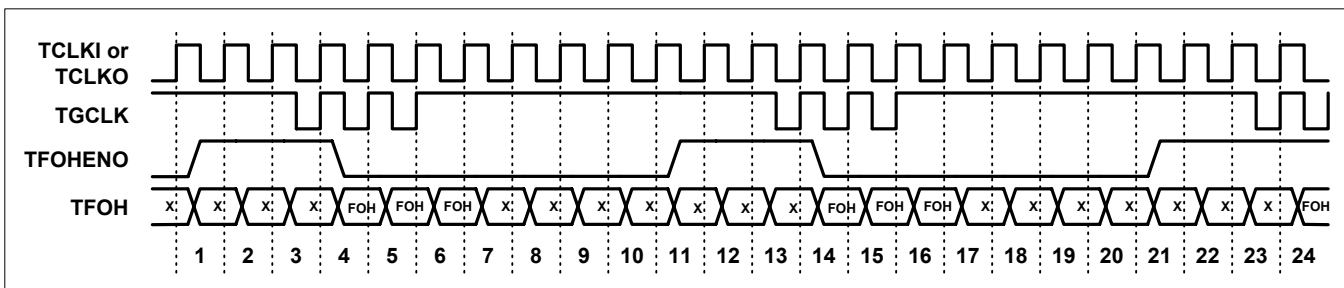 TCLKI or
TCLKO
TGCLK
TFOHENO
TFOH X X X X FOH FOH FOH X X X X X X X FOH FOH FOH X X X X X X X FOH
1 2 3 4 5 6 7 8 9 10 11 12 13 14 15 16 17 18 19 20 21 22 23 24